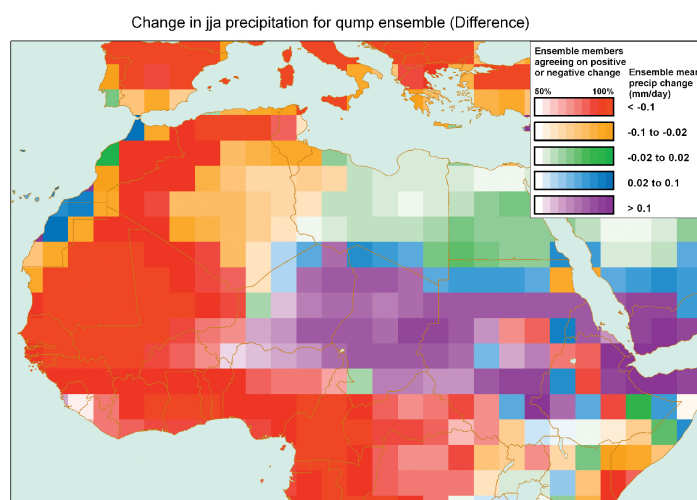 Change in jja precipitation for qump ensemble (Difference)
Ensemble members
agreeing on positive
or negative change
Ensemble mean
precip change
(mm/day)
50% 100%
< -0.1
-0.1 to -0.02
-0.02 to 0.02
0.02 to 0.1
> 0.1